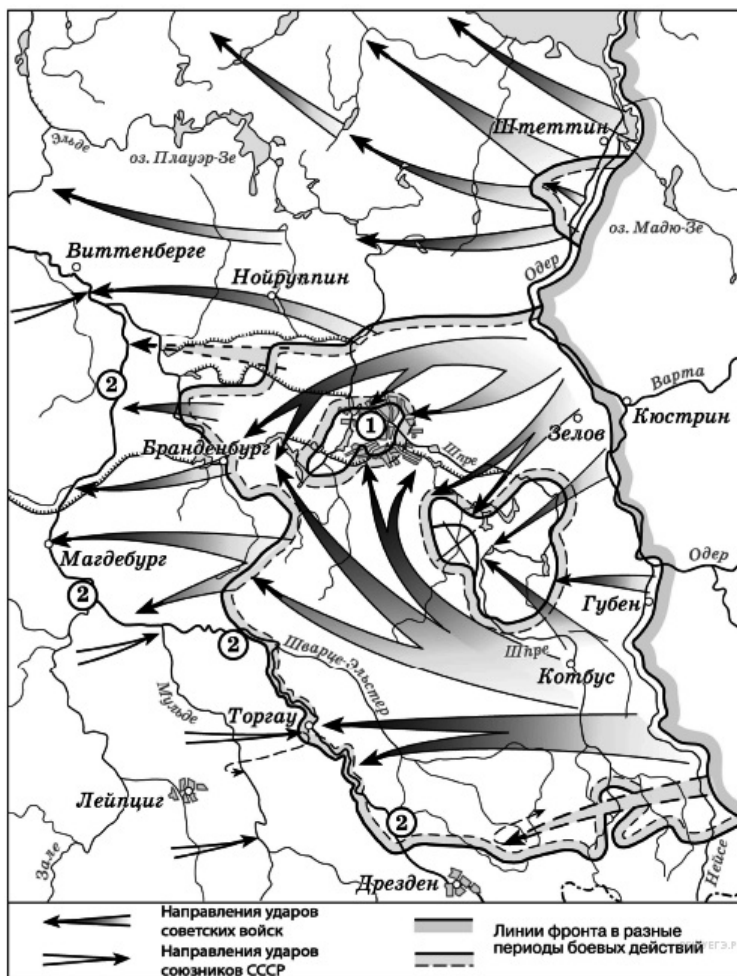 Штеттин
Эльде
оз. Плауэр-Зе
оз. Мадю-Зе
Виттенберге
Одер
Нойруппин
2
Варта
Кюстрин
1
Зелов
Шпре
Бранденбург
Магдебург
Одер
2
Губен
2
Шварце-Эльстер
Шпре
Котбус
Мульде
Торгау
Лейпциг
2
Зале
Дрезден
Нейсе
Направления ударов
советских войск
Направления ударов
союзников СССР
Линии фронта в разные
периоды боевых действий